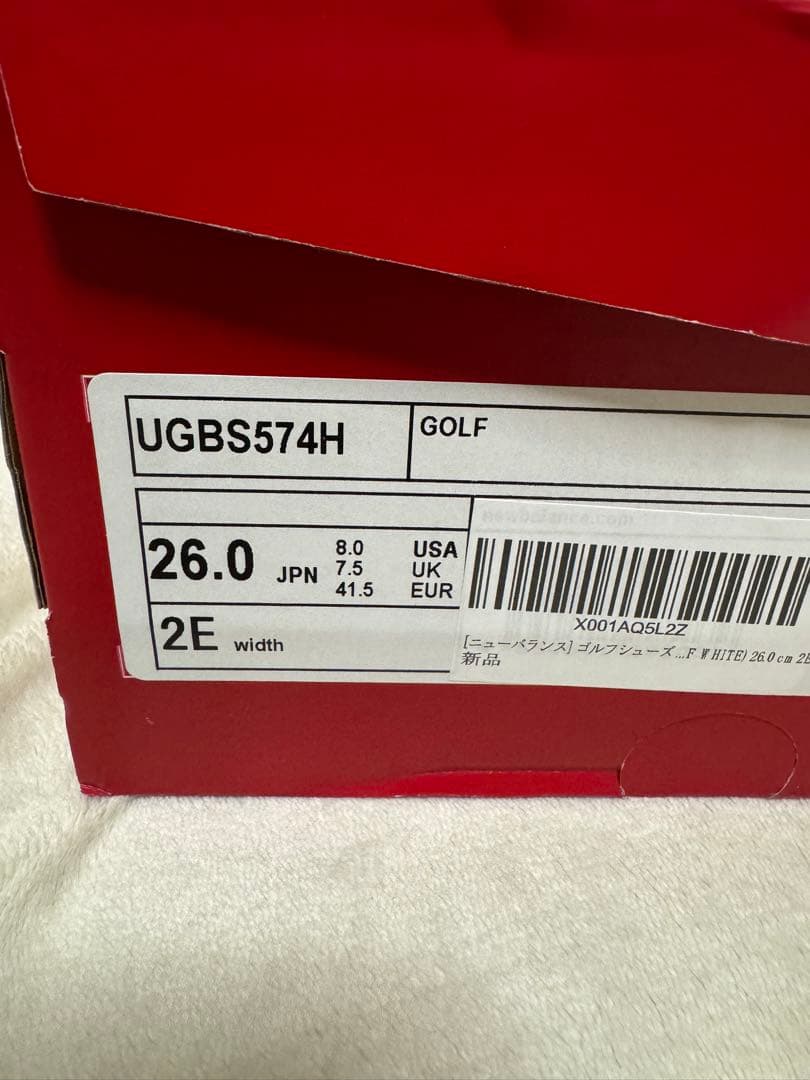 UGBS574H
GOLF
newbalance.com
26.0 JPN
8.0 USA
7.5 UK
41.5 EUR
2E width
X001AQ5L2Z
[ニューバランス] ゴルフシューズ...F WHITE) 26.0 cm 2E
新品